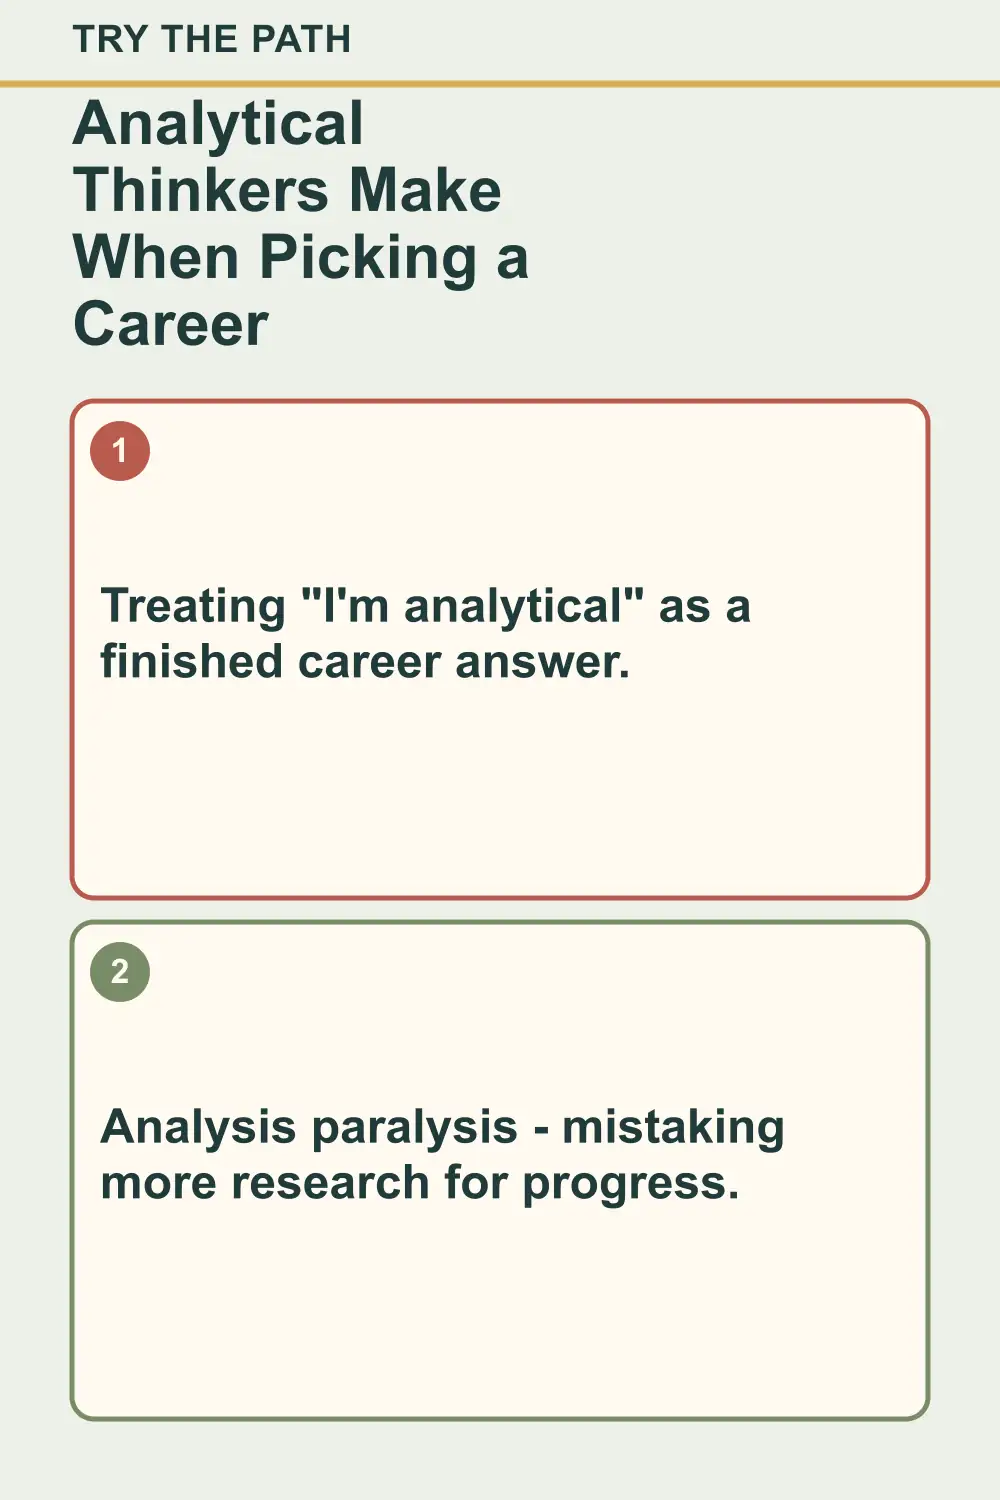 TRY THE PATH
Analytical
Thinkers Make
When Picking a
Career
1
Treating "I'm analytical" as a
finished career answer.
2
Analysis paralysis - mistaking
more research for progress.